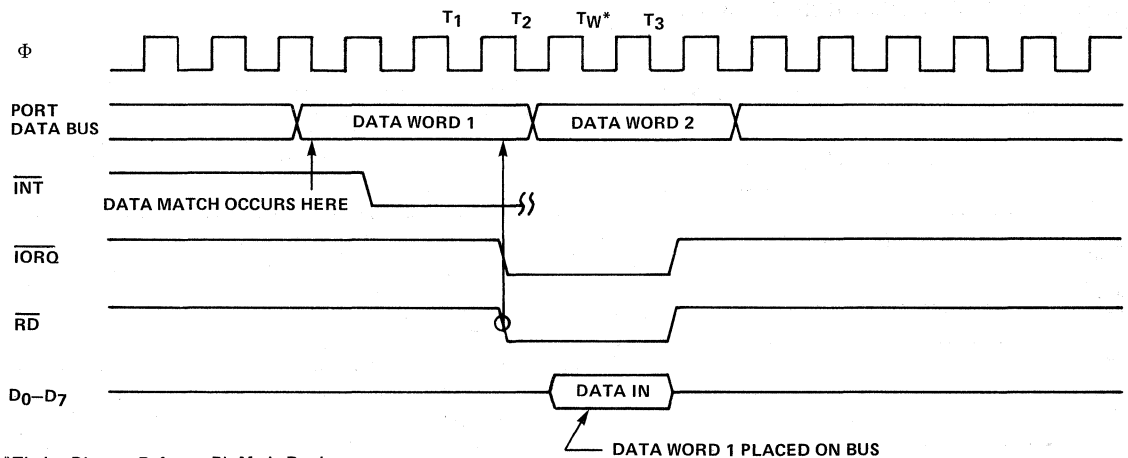 T1 T2 TW* T3
Φ
PORT
DATA BUS
DATA WORD 1 DATA WORD 2
INT
DATA MATCH OCCURS HERE
IORQ
RD
D0–D7 DATA IN
DATA WORD 1 PLACED ON BUS